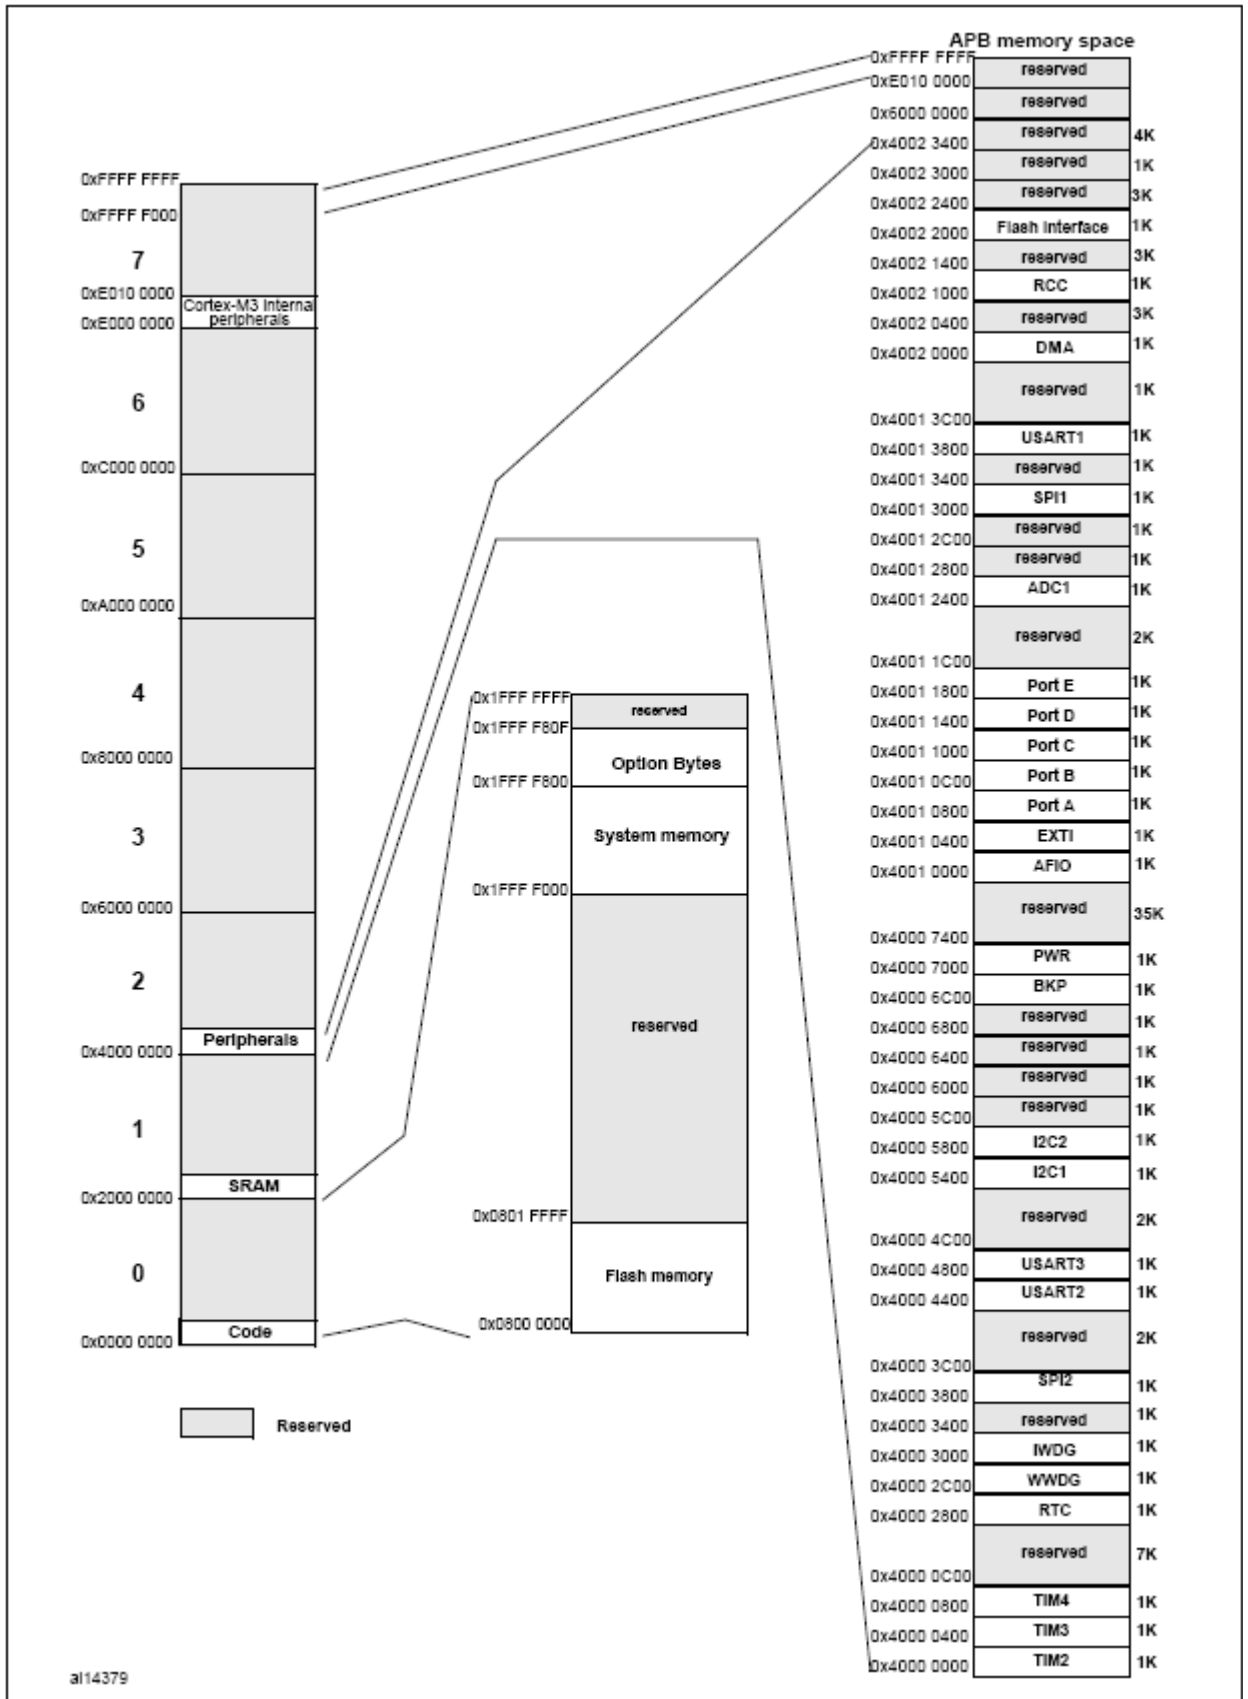 APB memory space
0xFFFF FFFF
reserved
0xE010 0000
reserved
0x6000 0000
reserved 4K
0x4002 3400
reserved 1K
0x4002 3000
reserved 3K
0x4002 2400
Flash Interface 1K
0x4002 2000
reserved 3K
0x4002 1400
RCC 1K
0x4002 1000
reserved 3K
0x4002 0400
DMA 1K
0x4002 0000
reserved 1K
0x4001 3C00
USART1 1K
0x4001 3800
reserved 1K
0x4001 3400
SPI1 1K
0x4001 3000
reserved 1K
0x4001 2C00
reserved 1K
0x4001 2800
ADC1 1K
0x4001 2400
reserved 2K
0x4001 1C00
Port E 1K
0x4001 1800
Port D 1K
0x4001 1400
Port C 1K
0x4001 1000
Port B 1K
0x4001 0C00
Port A 1K
0x4001 0800
EXTI 1K
0x4001 0400
AFIO 1K
0x4001 0000
reserved 35K
0x4000 7400
PWR 1K
0x4000 7000
BKP 1K
0x4000 6C00
reserved 1K
0x4000 6800
reserved 1K
0x4000 6400
reserved 1K
0x4000 6000
reserved 1K
0x4000 5C00
I2C2 1K
0x4000 5800
I2C1 1K
0x4000 5400
reserved 2K
0x4000 4C00
USART3 1K
0x4000 4800
USART2 1K
0x4000 4400
reserved 2K
0x4000 3C00
SPI2 1K
0x4000 3800
reserved 1K
0x4000 3400
IWDG 1K
0x4000 3000
WWDG 1K
0x4000 2C00
RTC 1K
0x4000 2800
reserved 7K
0x4000 0C00
TIM4 1K
0x4000 0800
TIM3 1K
0x4000 0400
TIM2 1K
0x4000 0000
0xFFFF FFFF
0xFFFF F000
7
0xE010 0000
Cortex-M3 Internal
peripherals
0xE000 0000
6
0xC000 0000
5
0xA000 0000
4
0x8000 0000
3
0x6000 0000
2
Peripherals
0x4000 0000
1
SRAM
0x2000 0000
0
Code
0x0000 0000
0x1FFF FFFF
reserved
0x1FFF F80F
Option Bytes
0x1FFF F800
System memory
0x1FFF F000
reserved
0x0801 FFFF
Flash memory
0x0800 0000
Reserved
ai14379